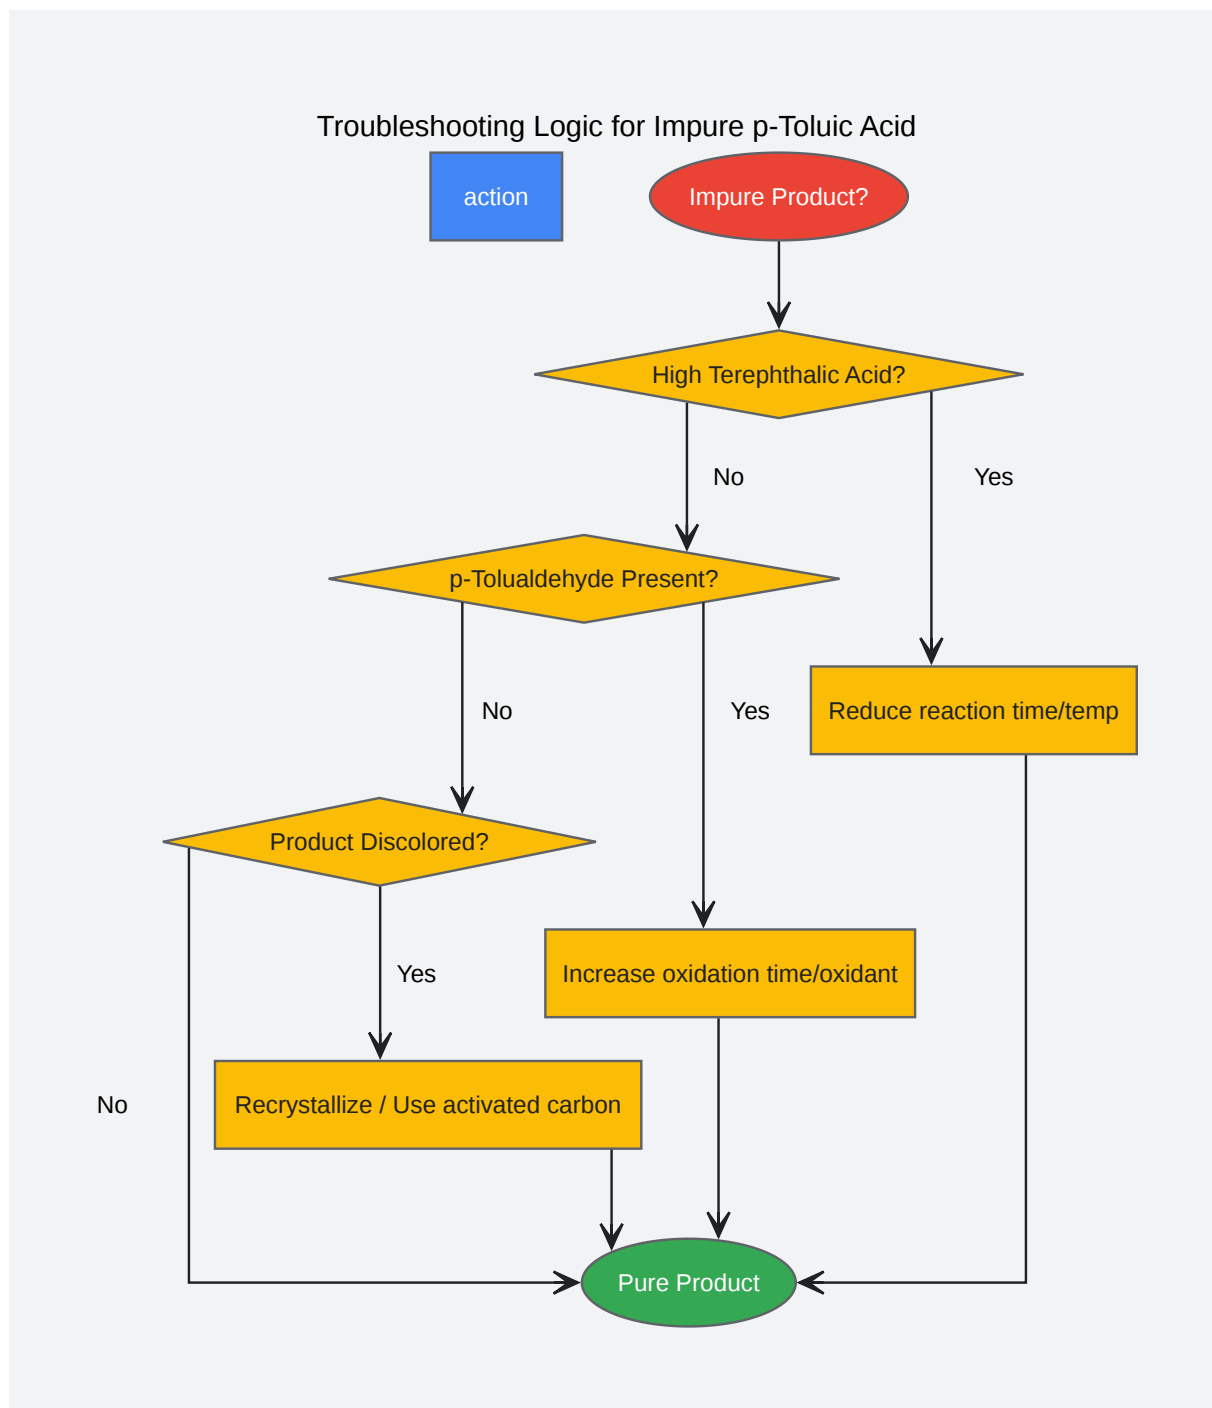 Troubleshooting Logic for Impure p-Toluic Acid
action
Impure Product?
High Terephthalic Acid?
No
Yes
p-Tolualdehyde Present?
No
Yes
Reduce reaction time/temp
Product Discolored?
Yes
Increase oxidation time/oxidant
No
Recrystallize / Use activated carbon
Pure Product